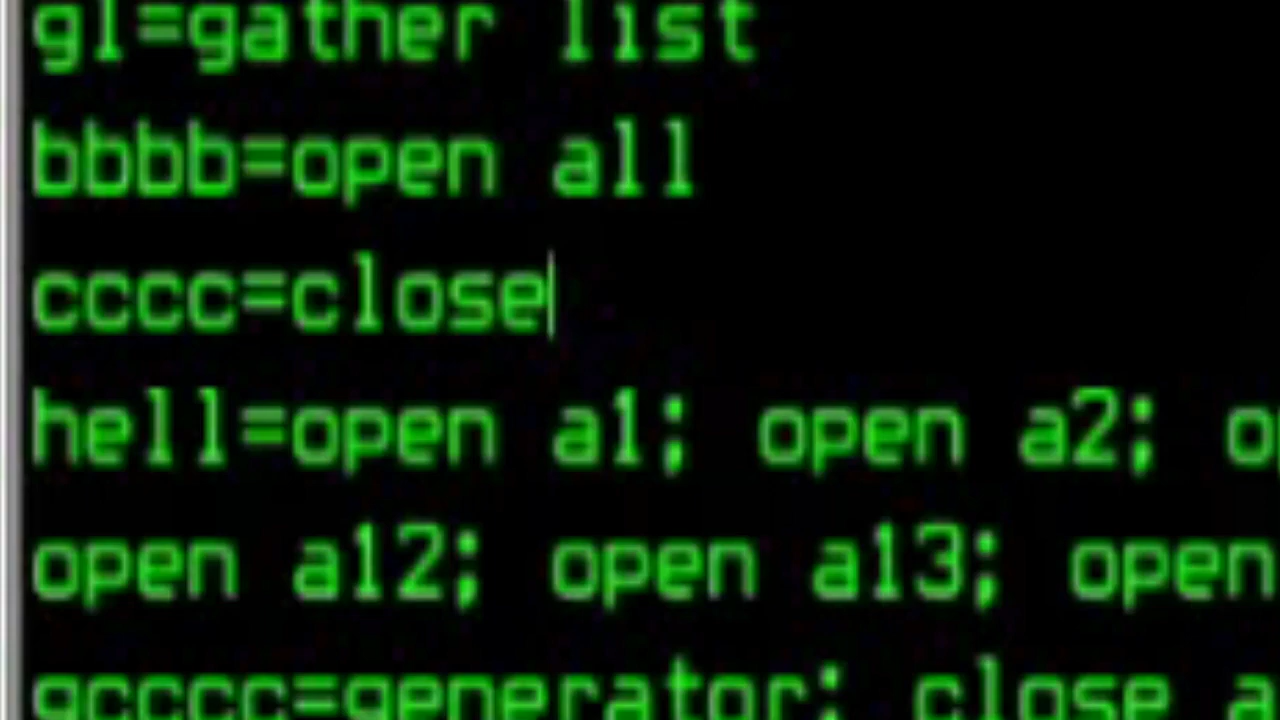 gl=gather list
bbbb=open all
cccc=close
hell=open a1; open a2;
open a12; open a13; open
gcccc=generator; close